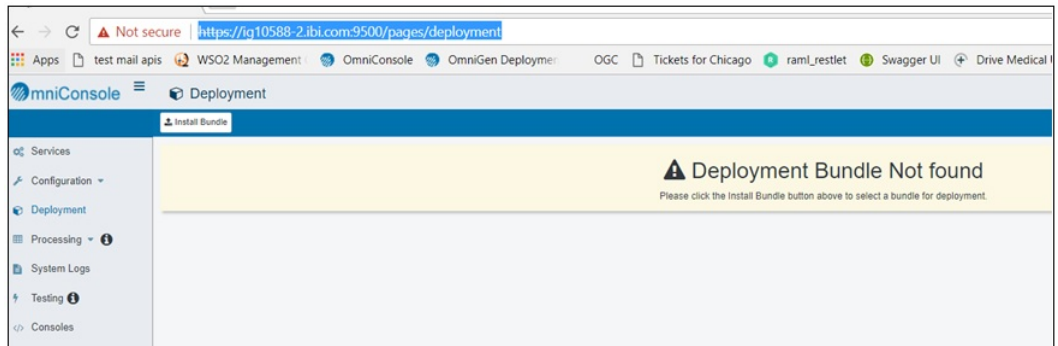 Not secure | https://ig10588-2.ibi.com:9500/pages/deployment
Apps test mail apis WSO2 Management OmniConsole OmniGen Deploymer OGC Tickets for Chicago raml_restlet Swagger UI Drive Medical
OmniConsole Deployment
Install Bundle
Services
Deployment Bundle Not found
Please click the Install Bundle button above to select a bundle for deployment.
Configuration
Deployment
Processing
System Logs
Testing
Consoles